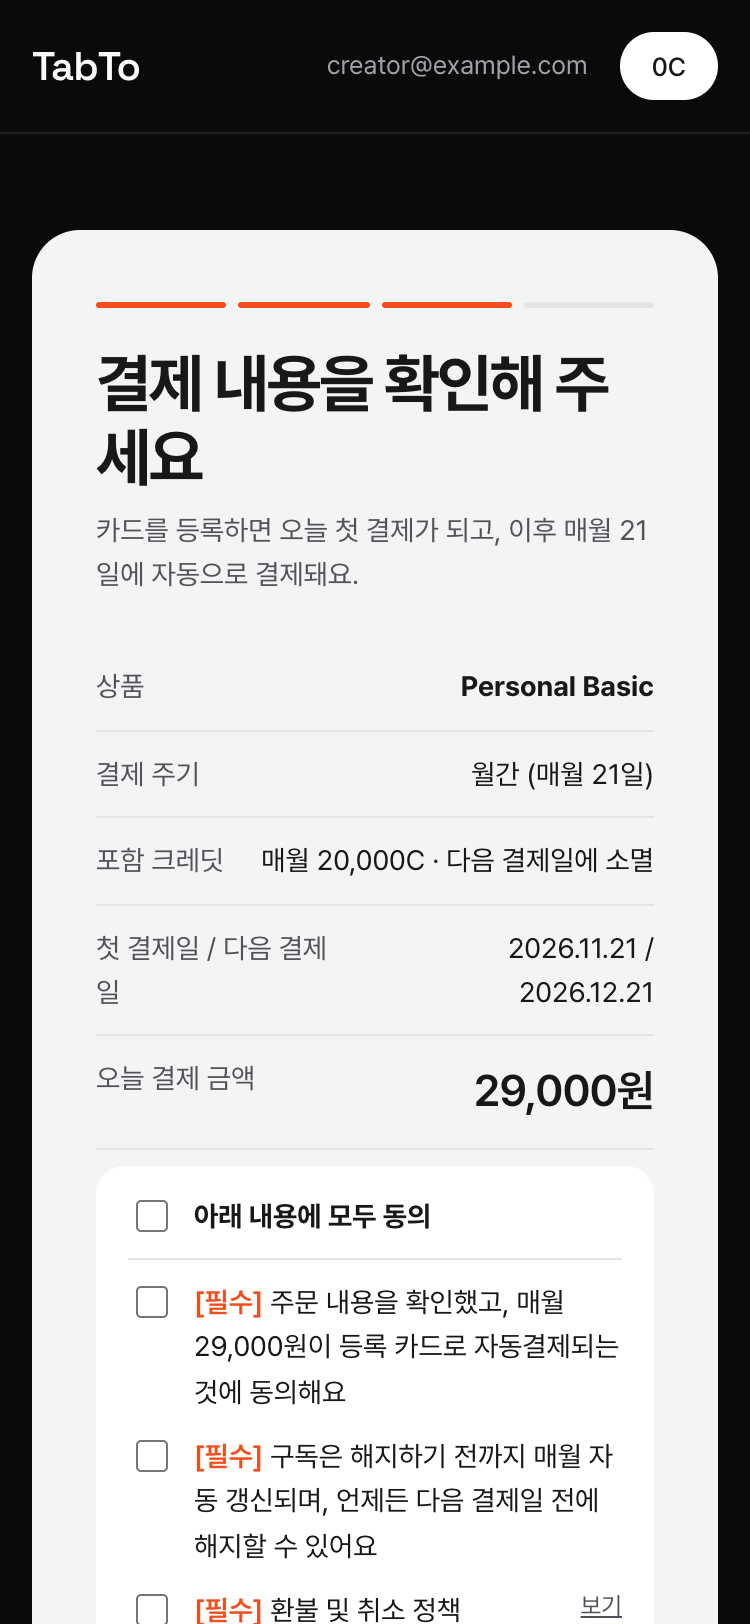 TabTo
creator@example.com
0C
결제 내용을 확인해 주
세요
카드를 등록하면 오늘 첫 결제가 되고, 이후 매월 21
일에 자동으로 결제돼요.
상품
Personal Basic
결제 주기
월간 (매월 21일)
포함 크레딧
매월 20,000C · 다음 결제일에 소멸
첫 결제일 / 다음 결제
일
2026.11.21 /
2026.12.21
오늘 결제 금액
29,000원
아래 내용에 모두 동의
[필수] 주문 내용을 확인했고, 매월
29,000원이 등록 카드로 자동결제되는
것에 동의해요
[필수] 구독은 해지하기 전까지 매월 자
동 갱신되며, 언제든 다음 결제일 전에
해지할 수 있어요
[필수] 환불 및 취소 정책
보기